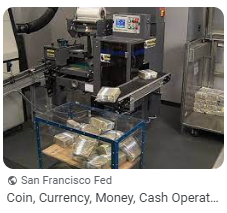 San Francisco Fed
Coin, Currency, Money, Cash Operat...